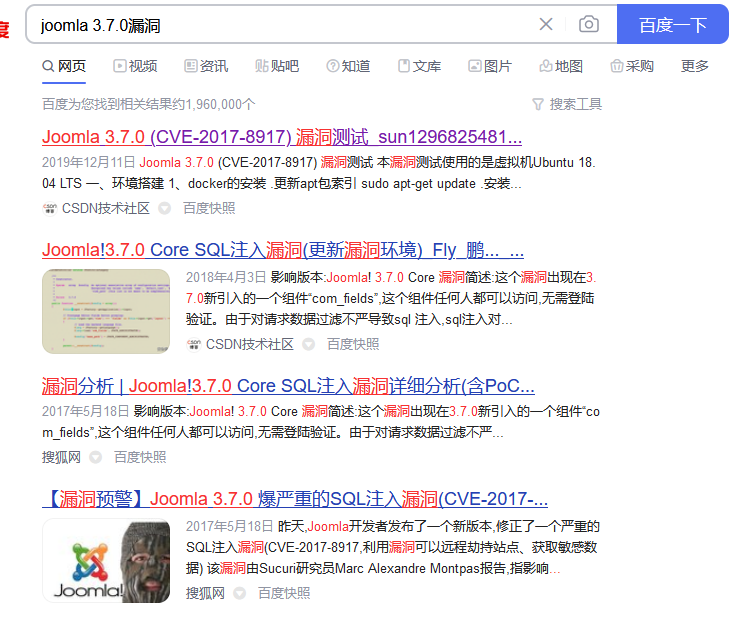 度
joomla 3.7.0漏洞
百度一下
网页 视频 资讯 贴吧 知道 文库 图片 地图 采购 更多
百度为您找到相关结果约1,960,000个 搜索工具
Joomla 3.7.0 (CVE-2017-8917) 漏洞测试_sun1296825481...
2019年12月11日 Joomla 3.7.0 (CVE-2017-8917) 漏洞测试 本漏洞测试使用的是虚拟机Ubuntu 18.
04 LTS 一、环境搭建 1、docker的安装 .更新apt包索引 sudo apt-get update .安装...
CSDN技术社区 百度快照
Joomla!3.7.0 Core SQL注入漏洞(更新漏洞环境)_Fly_鹏..._...
2018年4月3日 影响版本:Joomla! 3.7.0 Core 漏洞简述:这个漏洞出现在3.
7.0新引入的一个组件“com_fields”,这个组件任何人都可以访问,无需登陆
验证。由于对请求数据过滤不严导致sql 注入,sql注入对...
CSDN技术社区 百度快照
漏洞分析 | Joomla!3.7.0 Core SQL注入漏洞详细分析(含PoC...
2017年5月18日 影响版本:Joomla! 3.7.0 Core 漏洞简述:这个漏洞出现在3.7.0新引入的一个组件“co
m_fields”,这个组件任何人都可以访问,无需登陆验证。由于对请求数据过滤不严...
搜狐网 百度快照
【漏洞预警】Joomla 3.7.0 爆严重的SQL注入漏洞(CVE-2017-...
2017年5月18日 昨天,Joomla开发者发布了一个新版本,修正了一个严重的
SQL注入漏洞(CVE-2017-8917,利用漏洞可以远程劫持站点、获取敏感数
据) 该漏洞由Sucuri研究员Marc Alexandre Montpas报告,指影响...
Joomla!
搜狐网 百度快照